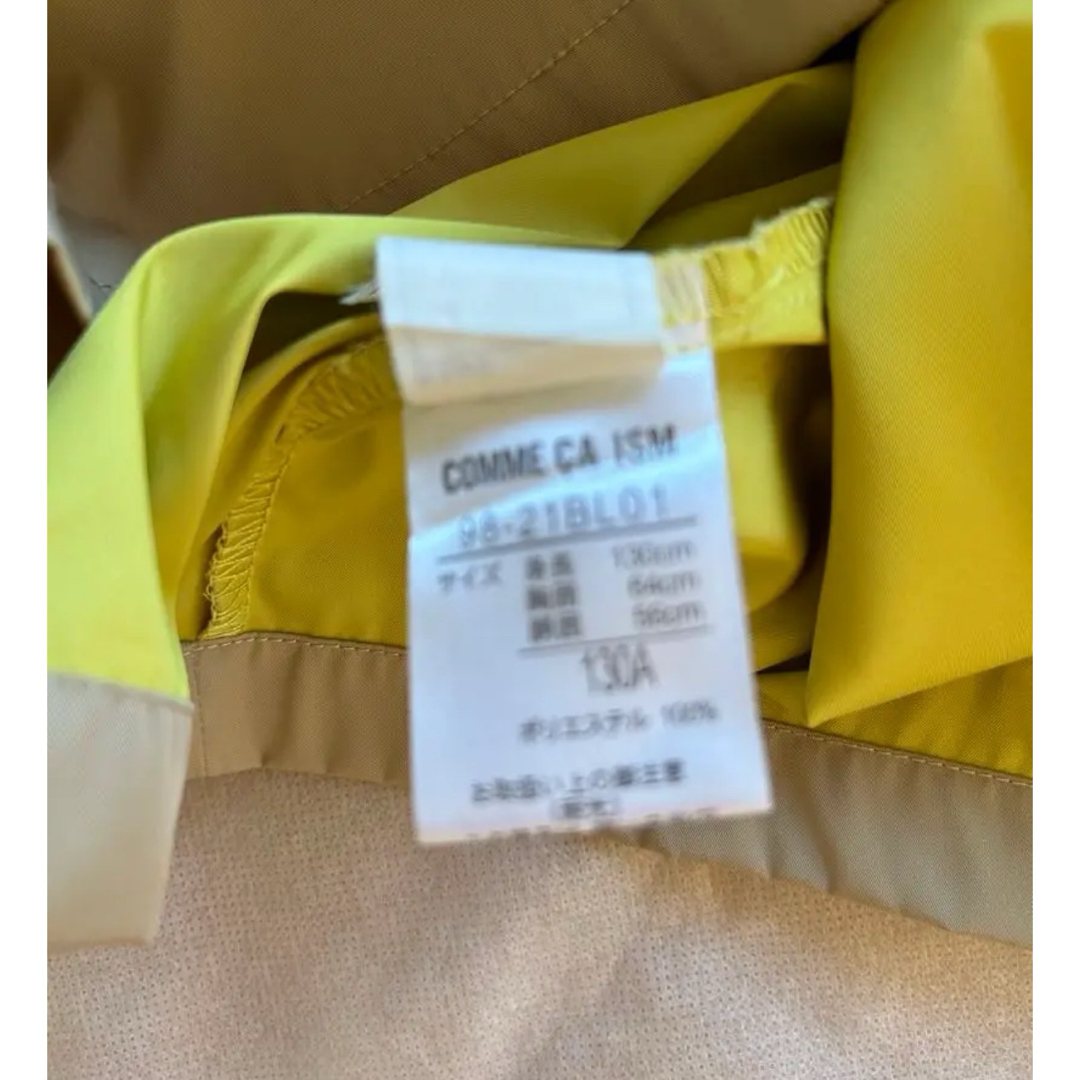 COMME ÇA ISM
98-21BL01
サイズ 身長 130cm
胸囲 64cm
胴囲 56cm
130A
ポリエステル 100%
お取扱い上の御注意